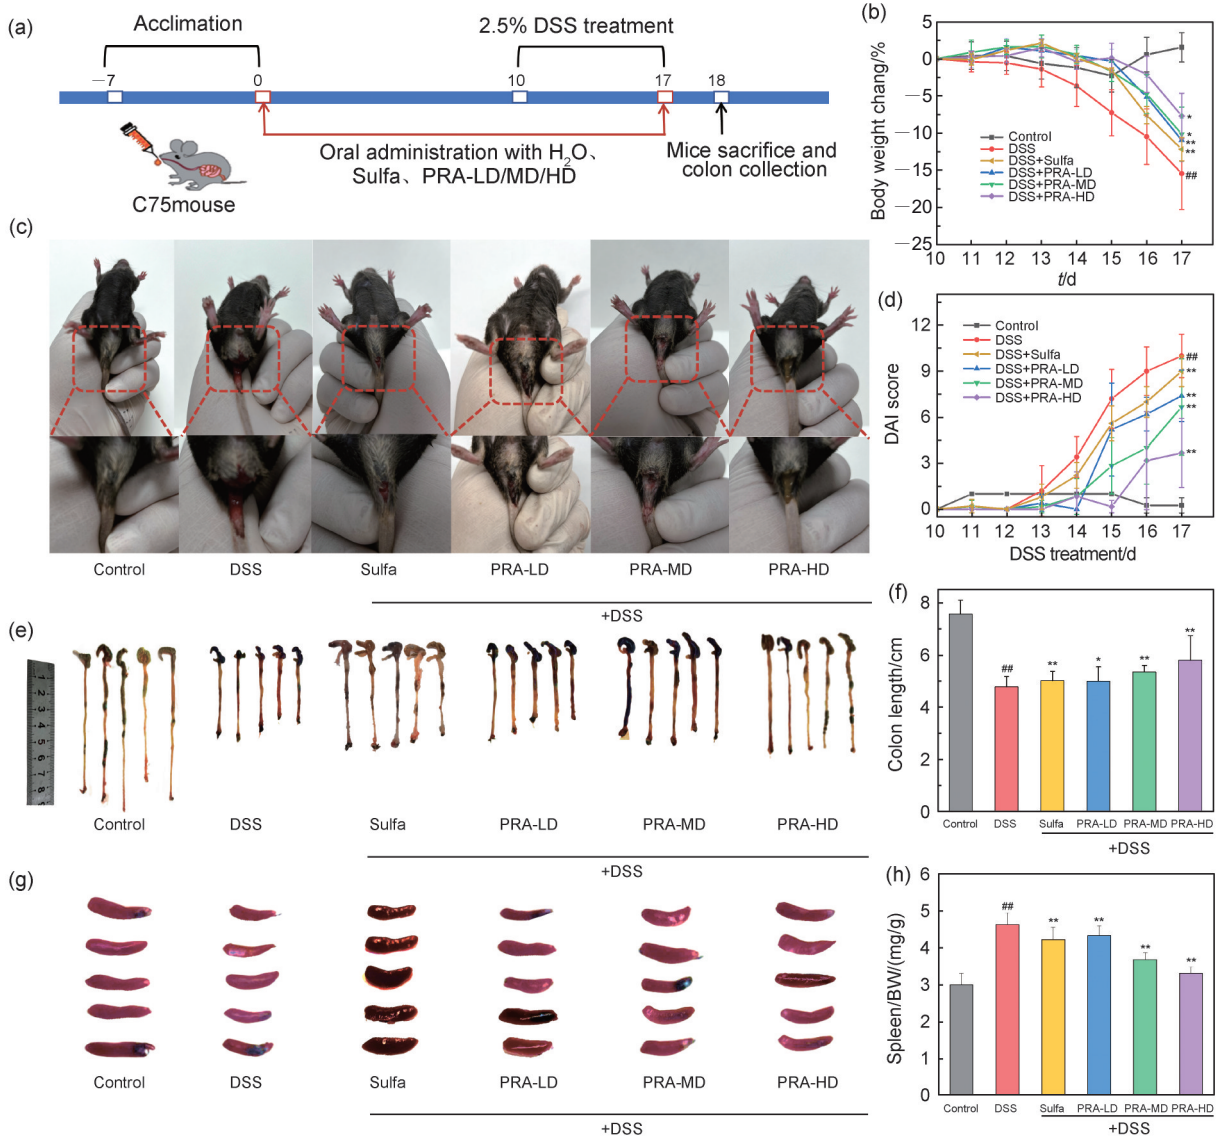 (a)
Acclimation
2.5% DSS treatment
—7
0
10
17
18
Oral administration with H2O、
Sulfa、PRA-LD/MD/HD
Mice sacrifice and
colon collection
C75mouse
(b)
Body weight chang/%
5
0
—5
—10
—15
—20
—25
Control
DSS
DSS+Sulfa
DSS+PRA-LD
DSS+PRA-MD
DSS+PRA-HD
*
*
**
**
##
10 11 12 13 14 15 16 17
t/d
(c)
Control DSS Sulfa PRA-LD PRA-MD PRA-HD
+DSS
(d)
DAI score
12
9
6
3
0
Control
DSS
DSS+Sulfa
DSS+PRA-LD
DSS+PRA-MD
DSS+PRA-HD
##
**
**
**
**
10 11 12 13 14 15 16 17
DSS treatment/d
(e)
1
2
3
4
5
6
7
8
Control DSS Sulfa PRA-LD PRA-MD PRA-HD
+DSS
(f)
Colon length/cm
8
6
4
2
0
## ** * ** **
Control DSS Sulfa PRA-LD PRA-MD PRA-HD
+DSS
(g)
Control DSS Sulfa PRA-LD PRA-MD PRA-HD
+DSS
(h)
Spleen/BW/(mg/g)
6
5
4
3
2
1
0
## ** ** ** **
Control DSS Sulfa PRA-LD PRA-MD PRA-HD
+DSS